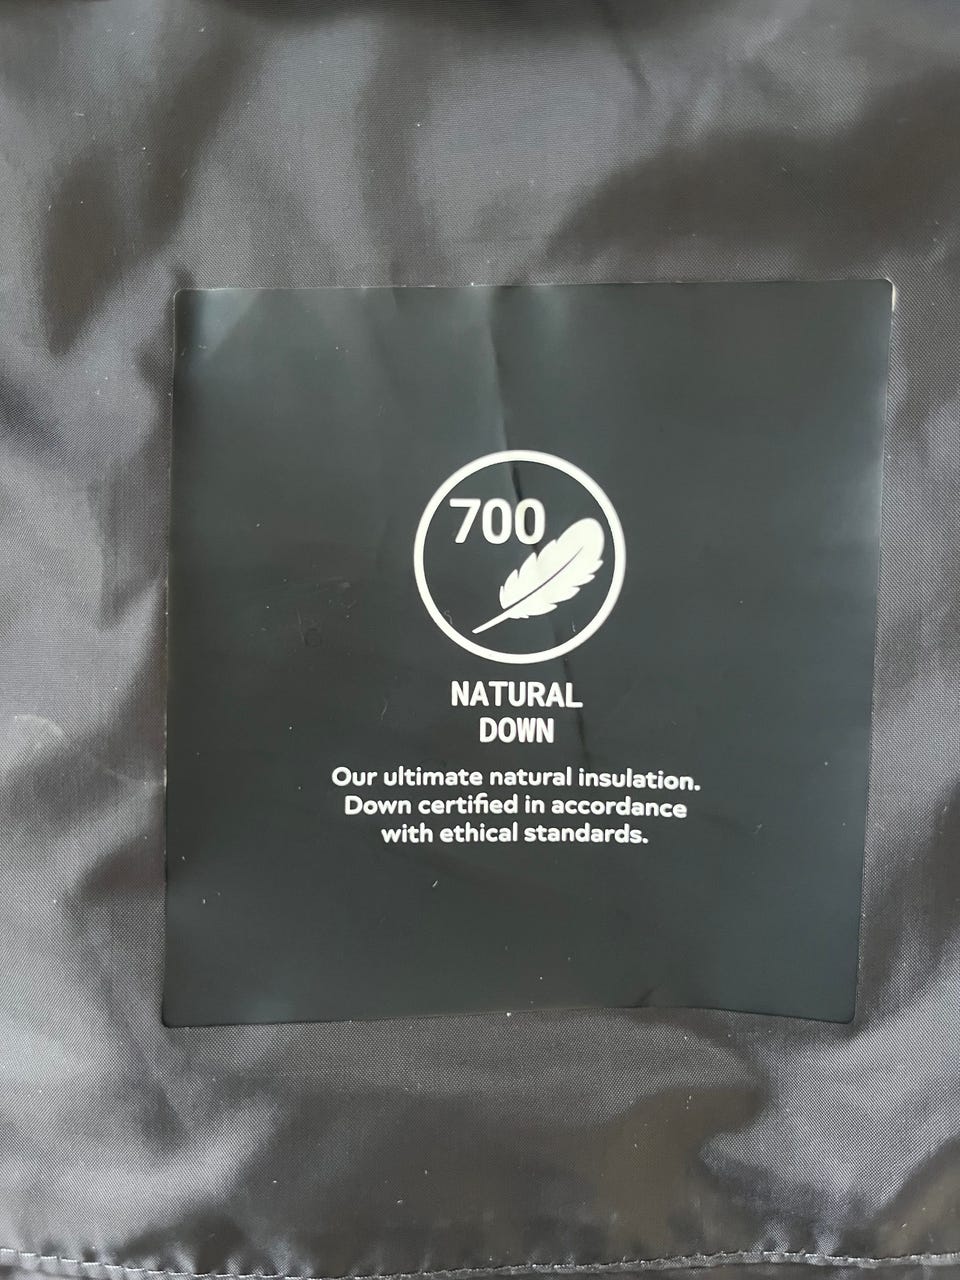 700
NATURAL
DOWN
Our ultimate natural insulation.
Down certified in accordance
with ethical standards.